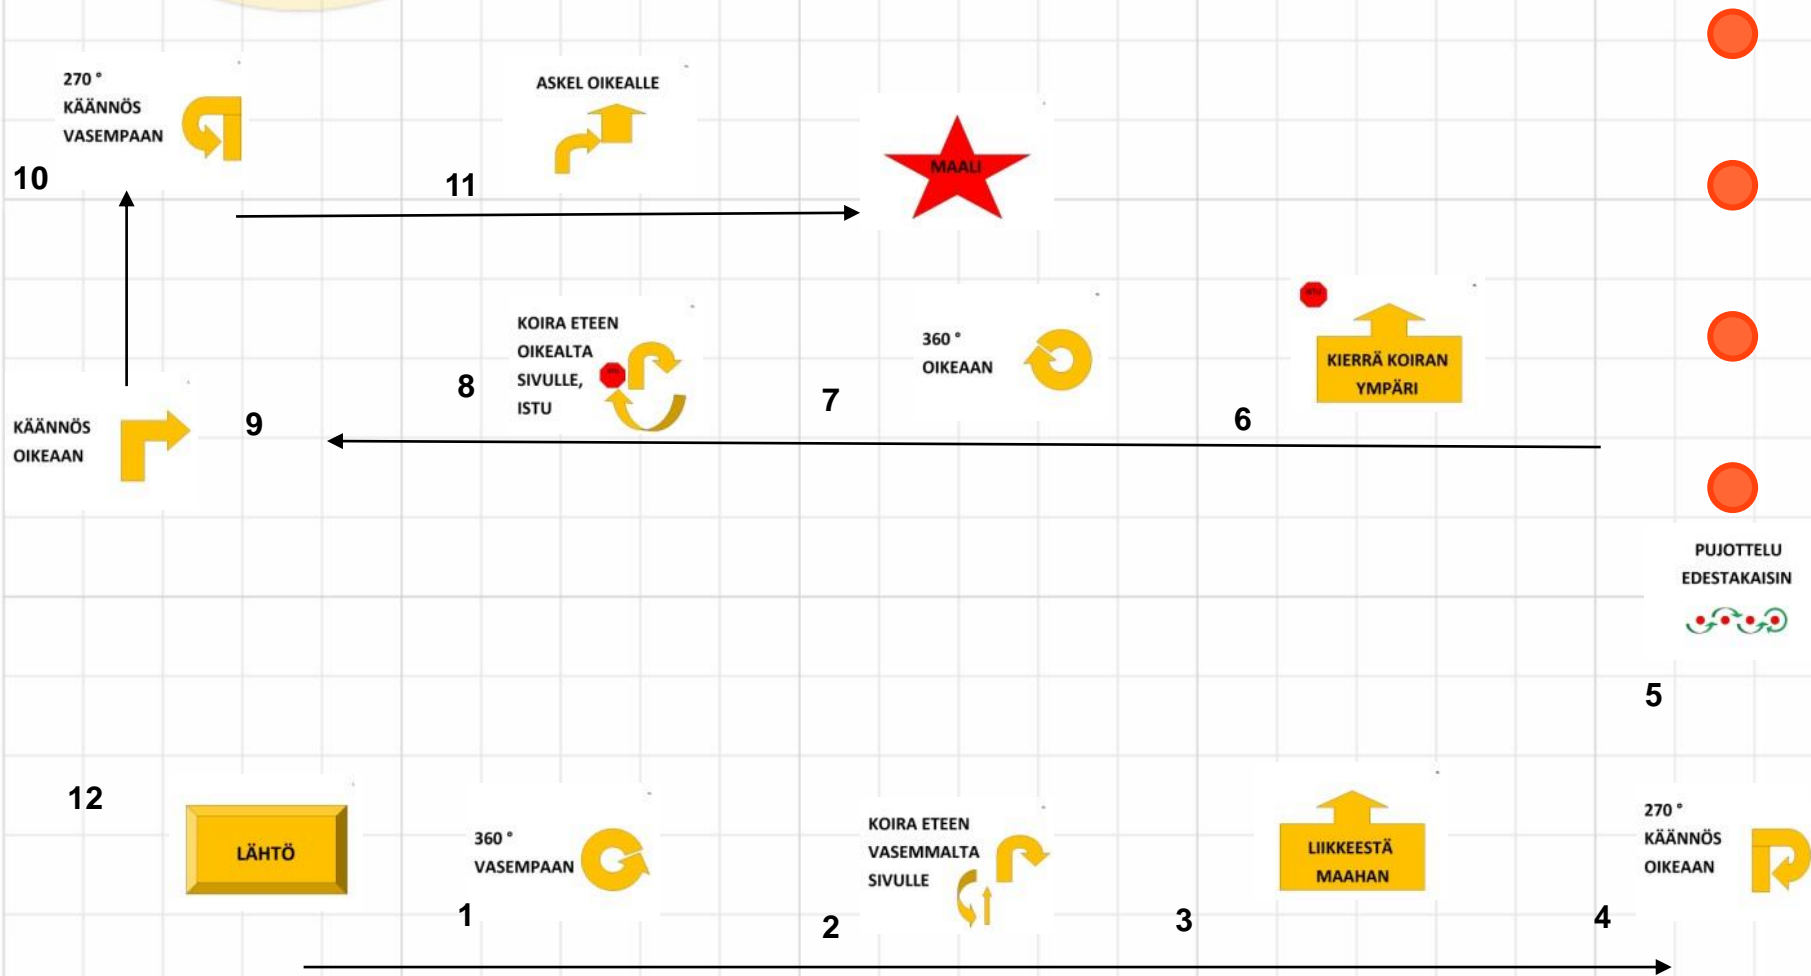 270 °
KÄÄNNÖS
VASEMPAAN
10
ASKEL OIKEALLE
11
MAALI
KÄÄNNÖS
OIKEAAN
9
KOIRA ETEEN
OIKEALTA
SIVULLE,
ISTU
8
360 °
OIKEAAN
7
KIERRÄ KOIRAN
YMPÄRI
6
PUJOTTELU
EDESTAKAISIN
5
12
LÄHTÖ
360 °
VASEMPAAN
1
KOIRA ETEEN
VASEMMALTA
SIVULLE
2
LIIKKEESTÄ
MAAHAN
3
270 °
KÄÄNNÖS
OIKEAAN
4